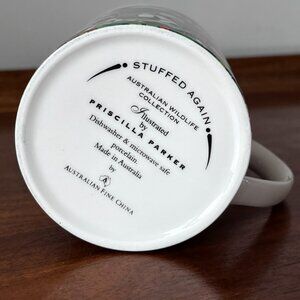 STUFFED AGAIN
AUSTRALIAN WILDLIFE
COLLECTION
Illustrated
by
PRISCILLA PARKER
Dishwasher & microwave safe
porcelain.
Made in Australia
by
AUSTRALIAN FINE CHINA